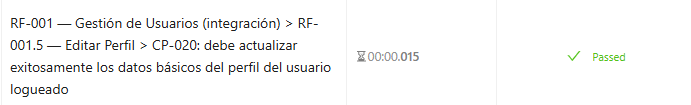 RF-001 — Gestión de Usuarios (integración) > RF-
001.5 — Editar Perfil > CP-020: debe actualizar
exitosamente los datos básicos del perfil del usuario
logueado
00:00.015
Passed